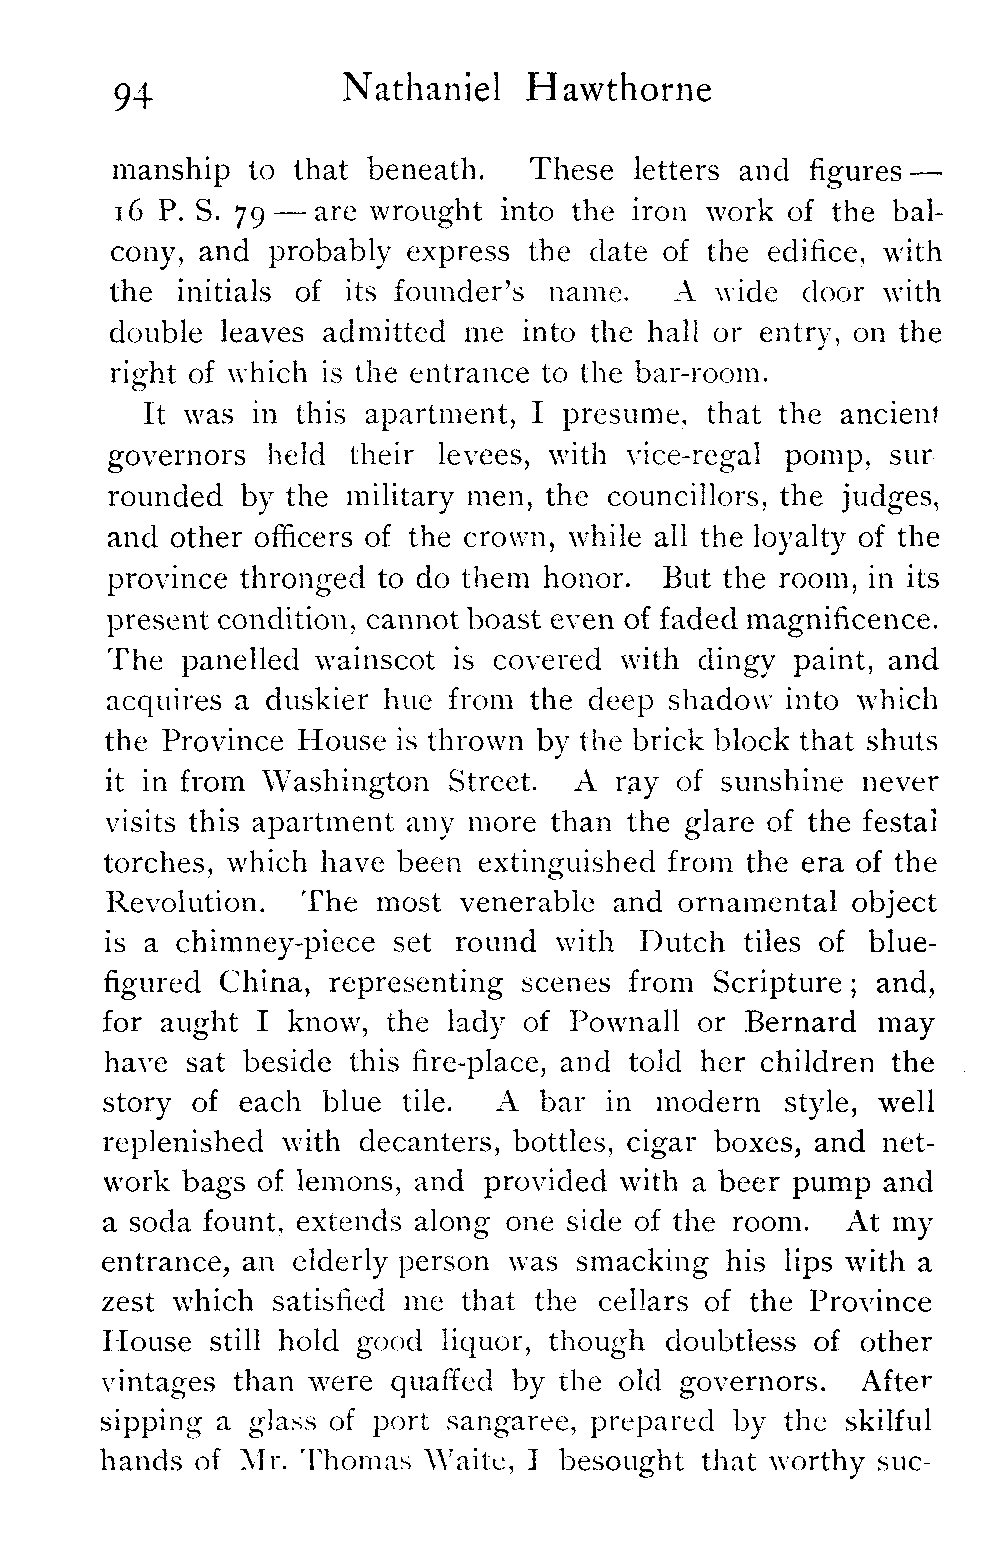 94 Nathaniel Hawthorne
manship to that beneath. These letters and figures —
16 P. S. 79 — are wrought into the iron work of the bal-
cony, and probably express the date of the edifice, with
the initials of its founder's name. A wide door with
double leaves admitted me into the hall or entry, on the
right of which is the entrance to the bar-room.
It was in this apartment, I presume, that the ancient
governors held their levees, with vice-regal pomp, sur
rounded by the military men, the councillors, the judges,
and other officers of the crown, while all the loyalty of the
province thronged to do them honor. But the room, in its
present condition, cannot boast even of faded magnificence.
The panelled wainscot is covered with dingy paint, and
acquires a duskier hue from the deep shadow into which
the Province House is thrown by the brick block that shuts
it in from Washington Street. A ray of sunshine never
visits this apartment any more than the glare of the festal
torches, which have been extinguished from the era of the
Revolution. The most venerable and ornamental object
is a chimney-piece set round with Dutch tiles of blue-
figured China, representing scenes from Scripture; and,
for aught I know, the lady of Pownall or Bernard may
have sat beside this fire-place, and told her children the
story of each blue tile. A bar in modern style, well
replenished with decanters, bottles, cigar boxes, and net-
work bags of lemons, and provided with a beer pump and
a soda fount, extends along one side of the room. At my
entrance, an elderly person was smacking his lips with a
zest which satisfied me that the cellars of the Province
House still hold good liquor, though doubtless of other
vintages than were quaffed by the old governors. After
sipping a glass of port sangaree, prepared by the skilful
hands of Mr. Thomas Waite, I besought that worthy suc-